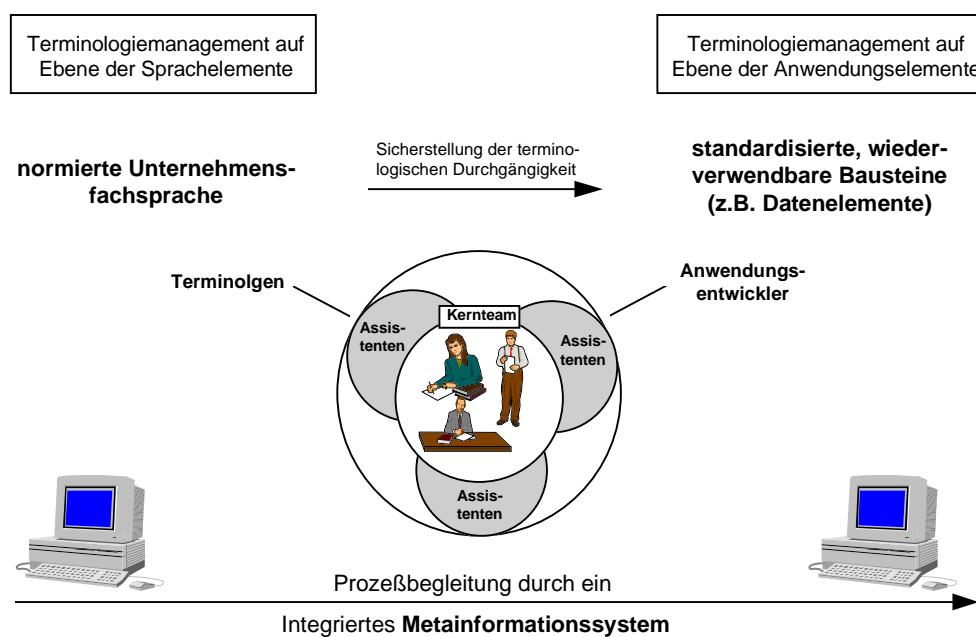 Terminologiemanagement auf
Ebene der Sprachelemente
Terminologiemanagement auf
Ebene der Anwendungselemente
normierte Unternehmens-
fachsprache
Sicherstellung der termino-
logischen Durchgängigkeit
standardisierte, wieder-
verwendbare Bausteine
(z.B. Datenelemente)
Terminolgen
Anwendungs-
entwickler
Kernteam
Assis-
tenten
Assis-
tenten
Assis-
tenten
Prozeßbegleitung durch ein
Integriertes Metainformationssystem